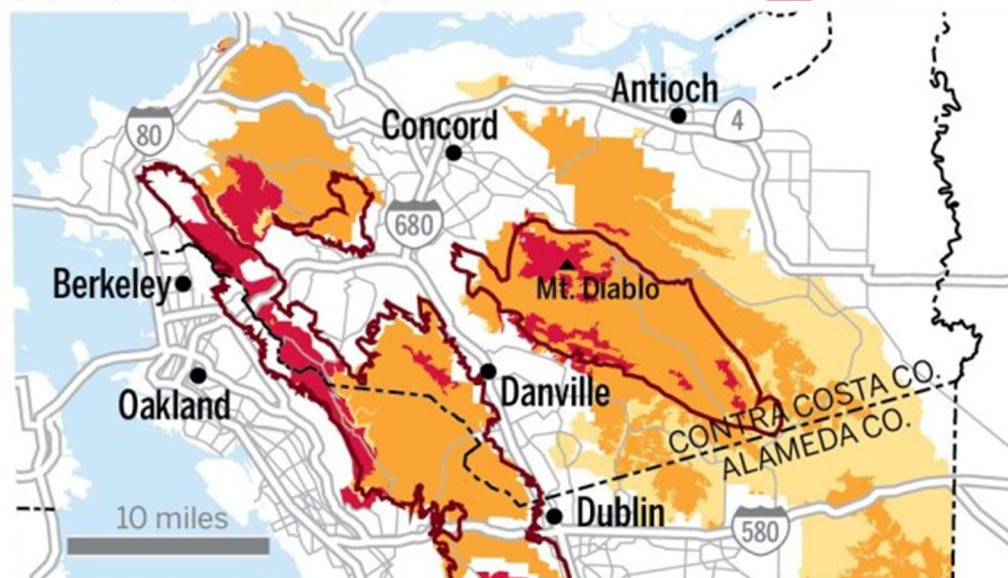 Antioch
4
80
Concord
680
Berkeley
Mt. Diablo
Danville
Oakland
CONTRA COSTA CO.
ALAMEDA CO.
10 miles
Dublin
580